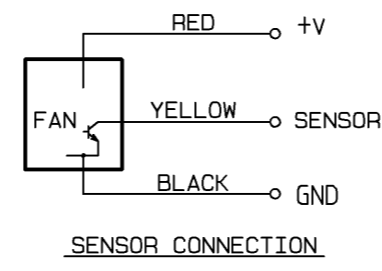 RED +V
FAN YELLOW SENSOR
BLACK GND
SENSOR CONNECTION